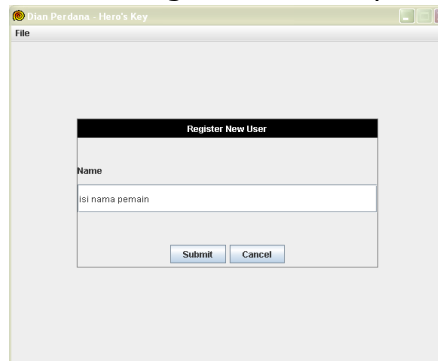 Dian Perdana - Hero's Key
File
Register New User
Name
isi nama pemain
Submit Cancel